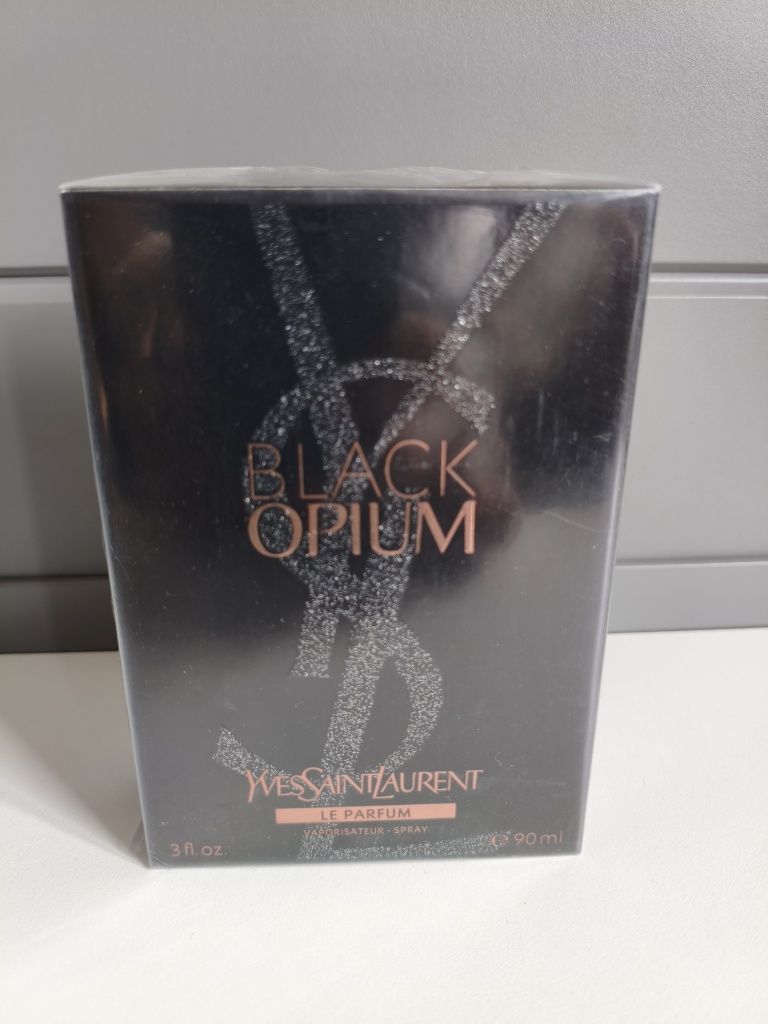 BLACK
OPIUM
YVESSAINTLAURENT
LE PARFUM
VAPORISATEUR - SPRAY
3 fl. oz. ℮ 90 ml